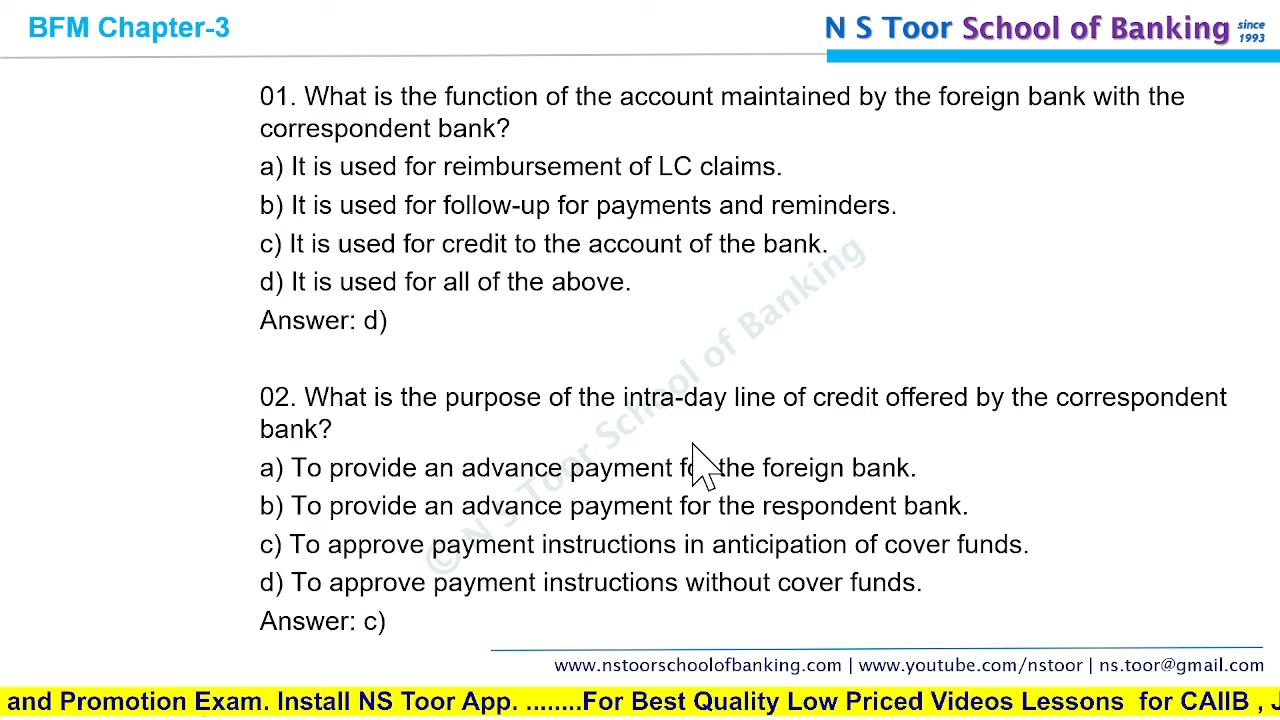 BFM Chapter-3
N S Toor School of Banking since 1993
01. What is the function of the account maintained by the foreign bank with the
correspondent bank?
a) It is used for reimbursement of LC claims.
b) It is used for follow-up for payments and reminders.
c) It is used for credit to the account of the bank.
d) It is used for all of the above.
Answer: d)
02. What is the purpose of the intra-day line of credit offered by the correspondent
bank?
a) To provide an advance payment for the foreign bank.
b) To provide an advance payment for the respondent bank.
c) To approve payment instructions in anticipation of cover funds.
d) To approve payment instructions without cover funds.
Answer: c)
© N S Toor School of Banking
www.nstoorschoolofbanking.com | www.youtube.com/nstoor | ns.toor@gmail.com
and Promotion Exam. Install NS Toor App. ........For Best Quality Low Priced Videos Lessons for CAIIB , J